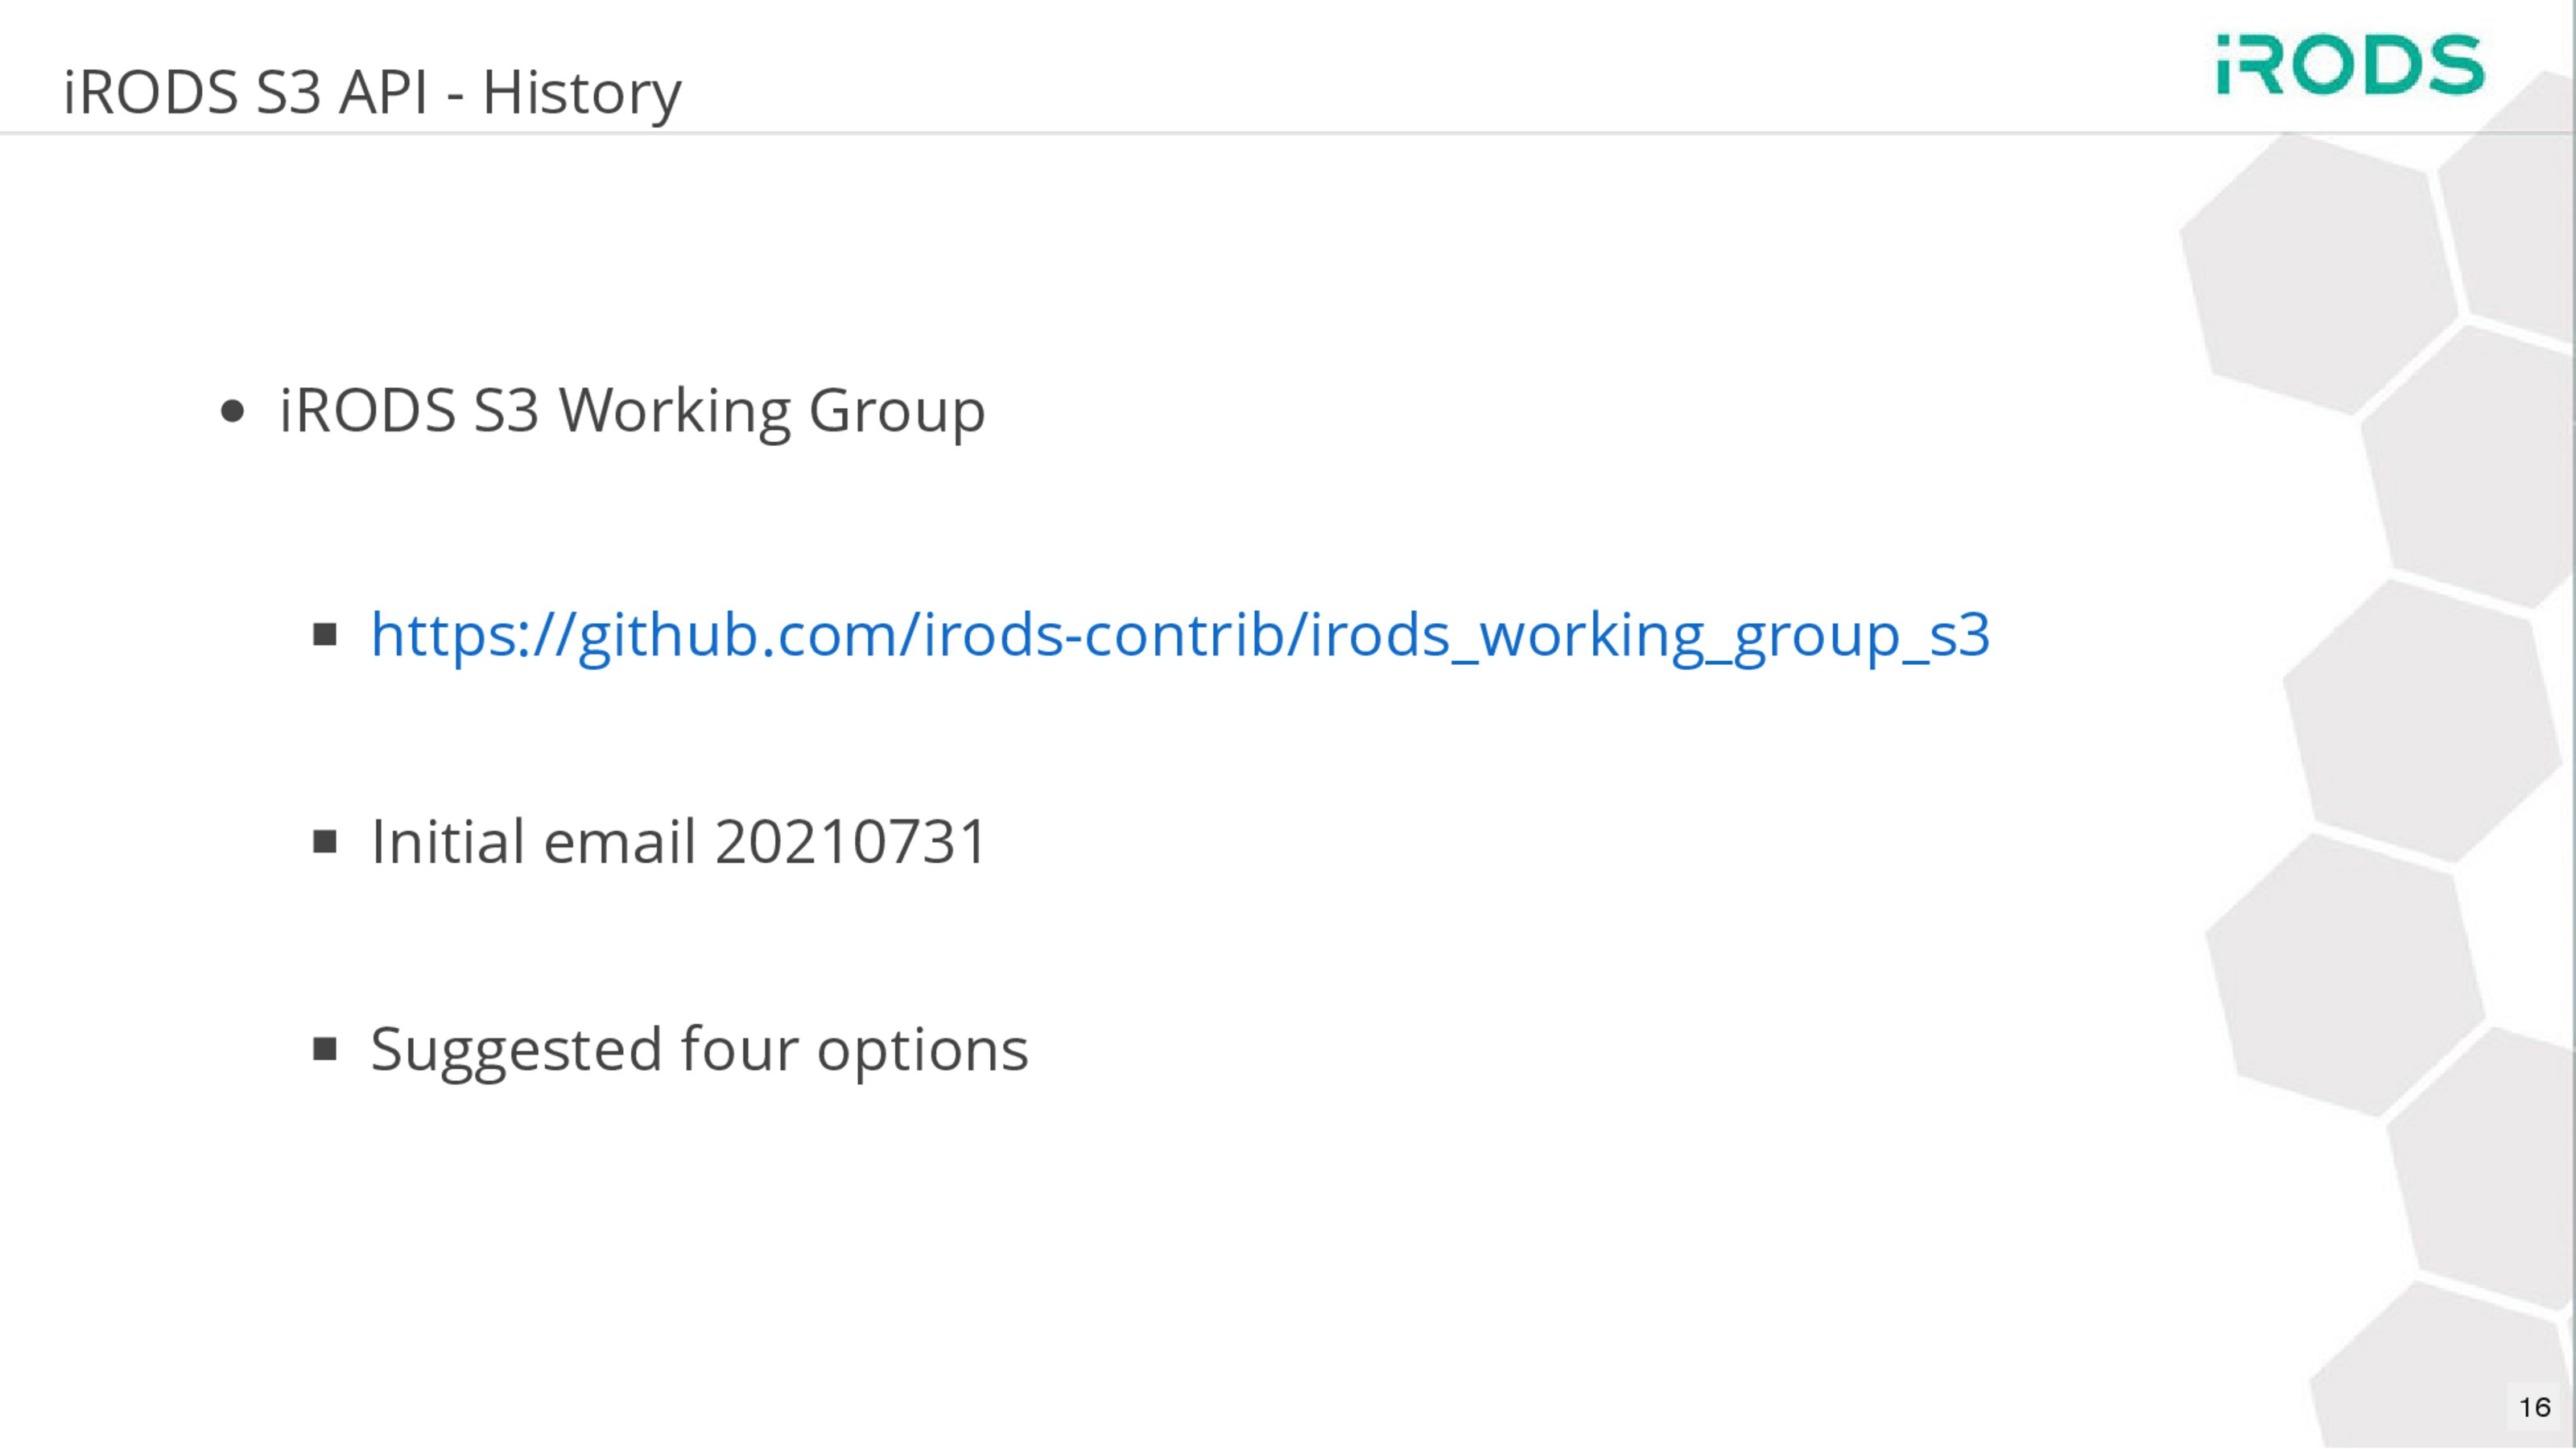 iRODS S3 API - History
iRODS
• iRODS S3 Working Group
▪ https://github.com/irods-contrib/irods_working_group_s3
▪ Initial email 20210731
▪ Suggested four options
16